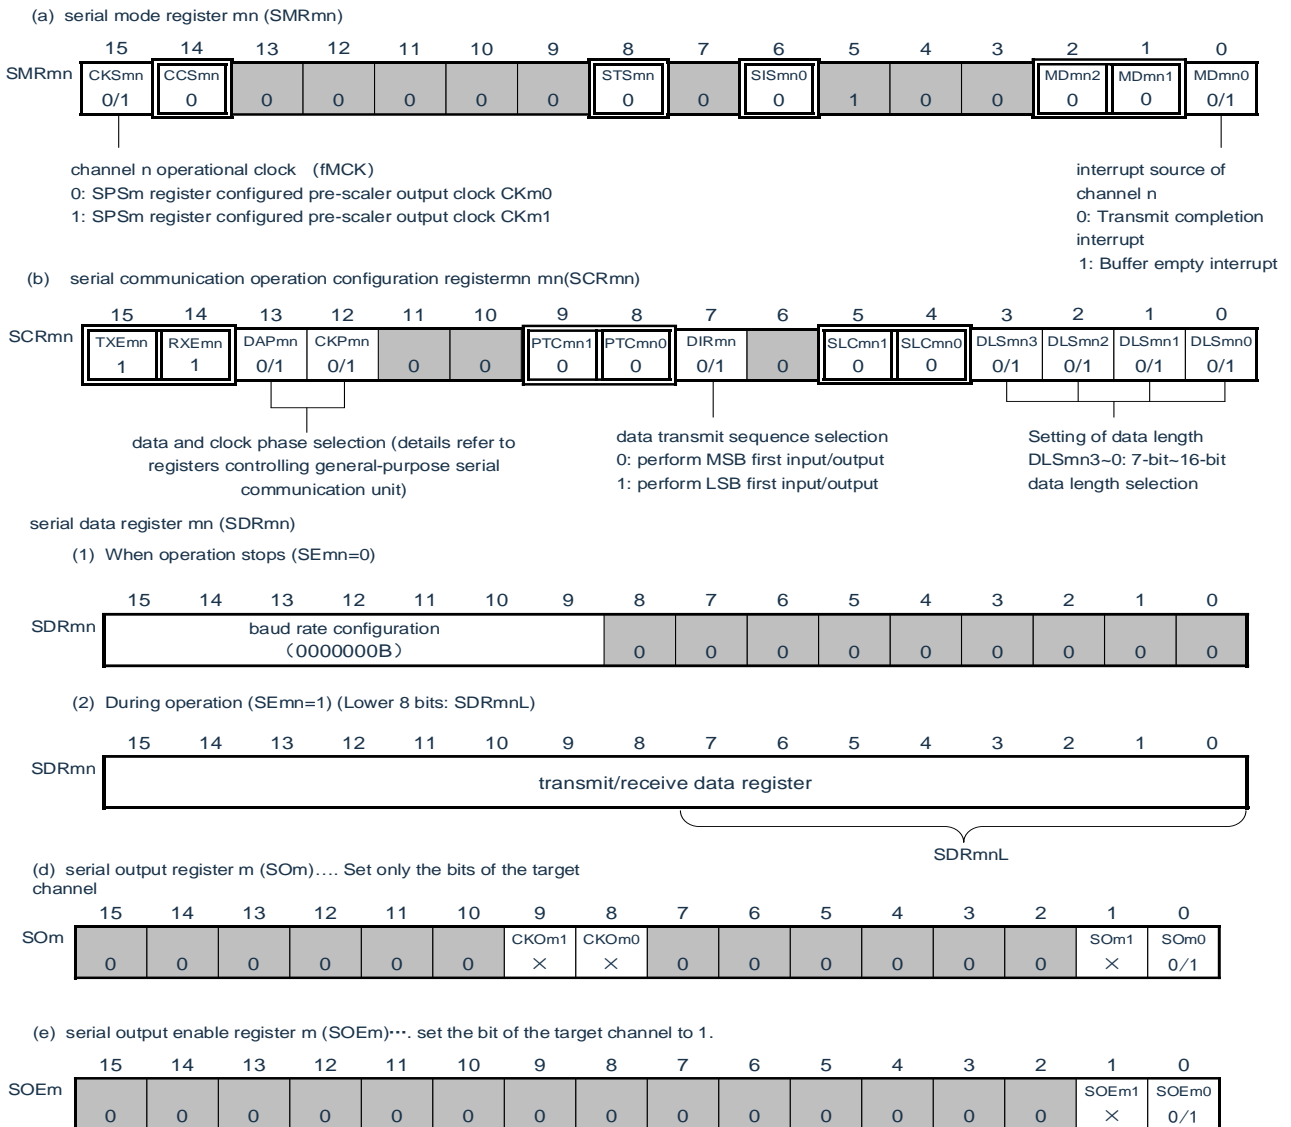 (a) serial mode register mn (SMRmn)
15 14 13 12 11 10 9 8 7 6 5 4 3 2 1 0
SMRmn CKSmn CCSmn STSmn SISmn0 MDmn2 MDmn1 MDmn0
0/1 0 0 0 0 0 0 0 0 0 1 0 0 0 0 0/1
channel n operational clock (fMCK)
0: SPSm register configured pre-scaler output clock CKm0
1: SPSm register configured pre-scaler output clock CKm1
interrupt source of
channel n
0: Transmit completion
interrupt
1: Buffer empty interrupt
(b) serial communication operation configuration registermn mn(SCRmn)
15 14 13 12 11 10 9 8 7 6 5 4 3 2 1 0
SCRmn TXEmn RXEmn DAPmn CKPmn PTCmn1 PTCmn0 DIRmn SLCmn1 SLCmn0 DLSmn3 DLSmn2 DLSmn1 DLSmn0
1 1 0/1 0/1 0 0 0 0 0/1 0 0 0 0/1 0/1 0/1 0/1
data and clock phase selection (details refer to
registers controlling general-purpose serial
communication unit)
data transmit sequence selection
0: perform MSB first input/output
1: perform LSB first input/output
Setting of data length
DLSmn3~0: 7-bit~16-bit
data length selection
serial data register mn (SDRmn)
(1) When operation stops (SEmn=0)
15 14 13 12 11 10 9 8 7 6 5 4 3 2 1 0
SDRmn baud rate configuration
（0000000B） 0 0 0 0 0 0 0 0 0
(2) During operation (SEmn=1) (Lower 8 bits: SDRmnL)
15 14 13 12 11 10 9 8 7 6 5 4 3 2 1 0
SDRmn transmit/receive data register
SDRmnL
(d) serial output register m (SOm)…. Set only the bits of the target
channel
15 14 13 12 11 10 9 8 7 6 5 4 3 2 1 0
SOm CKOm1 CKOm0 SOm1 SOm0
0 0 0 0 0 0 × × 0 0 0 0 0 0 × 0/1
(e) serial output enable register m (SOEm)···. set the bit of the target channel to 1.
15 14 13 12 11 10 9 8 7 6 5 4 3 2 1 0
SOEm SOEm1 SOEm0
0 0 0 0 0 0 0 0 0 0 0 0 0 0 × 0/1